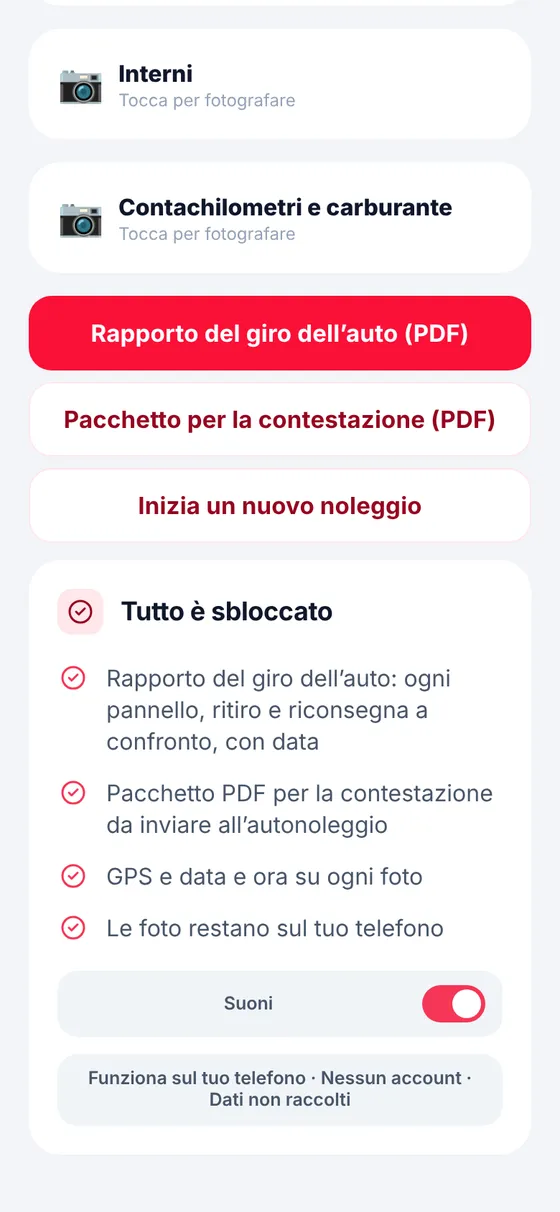 Interni
Tocca per fotografare
Contachilometri e carburante
Tocca per fotografare
Rapporto del giro dell’auto (PDF)
Pacchetto per la contestazione (PDF)
Inizia un nuovo noleggio
Tutto è sbloccato
Rapporto del giro dell’auto: ogni
pannello, ritiro e riconsegna a
confronto, con data
Pacchetto PDF per la contestazione
da inviare all’autonoleggio
GPS e data e ora su ogni foto
Le foto restano sul tuo telefono
Suoni
Funziona sul tuo telefono · Nessun account ·
Dati non raccolti